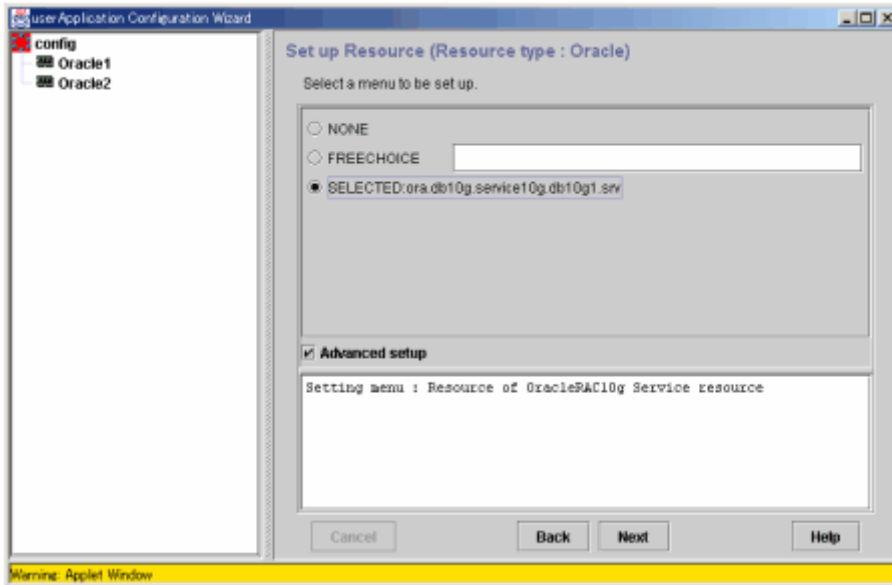 userApplication Configuration Wizard
config
Oracle1
Oracle2
Set up Resource (Resource type : Oracle)
Select a menu to be set up.
NONE
FREECHOICE
SELECTED:ora.db10g.service10g.db10g1.srv
Advanced setup
Setting menu : Resource of OracleRAC10g Service resource
Cancel
Back
Next
Help
Warning: Applet Window